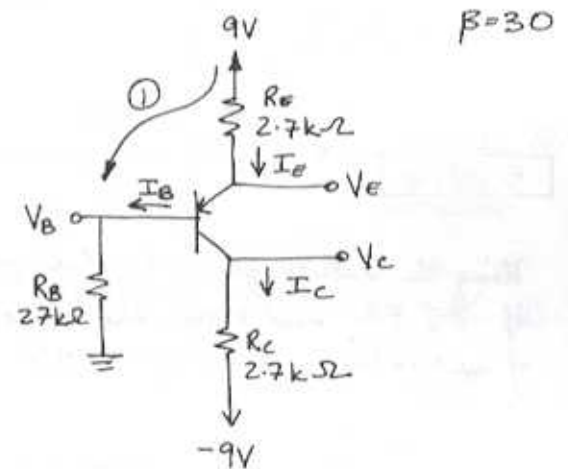 9V
β=30
①
RE
2.7kΩ
IE
VE
IB
VB
VC
RB
27kΩ
IC
RC
2.7kΩ
-9V